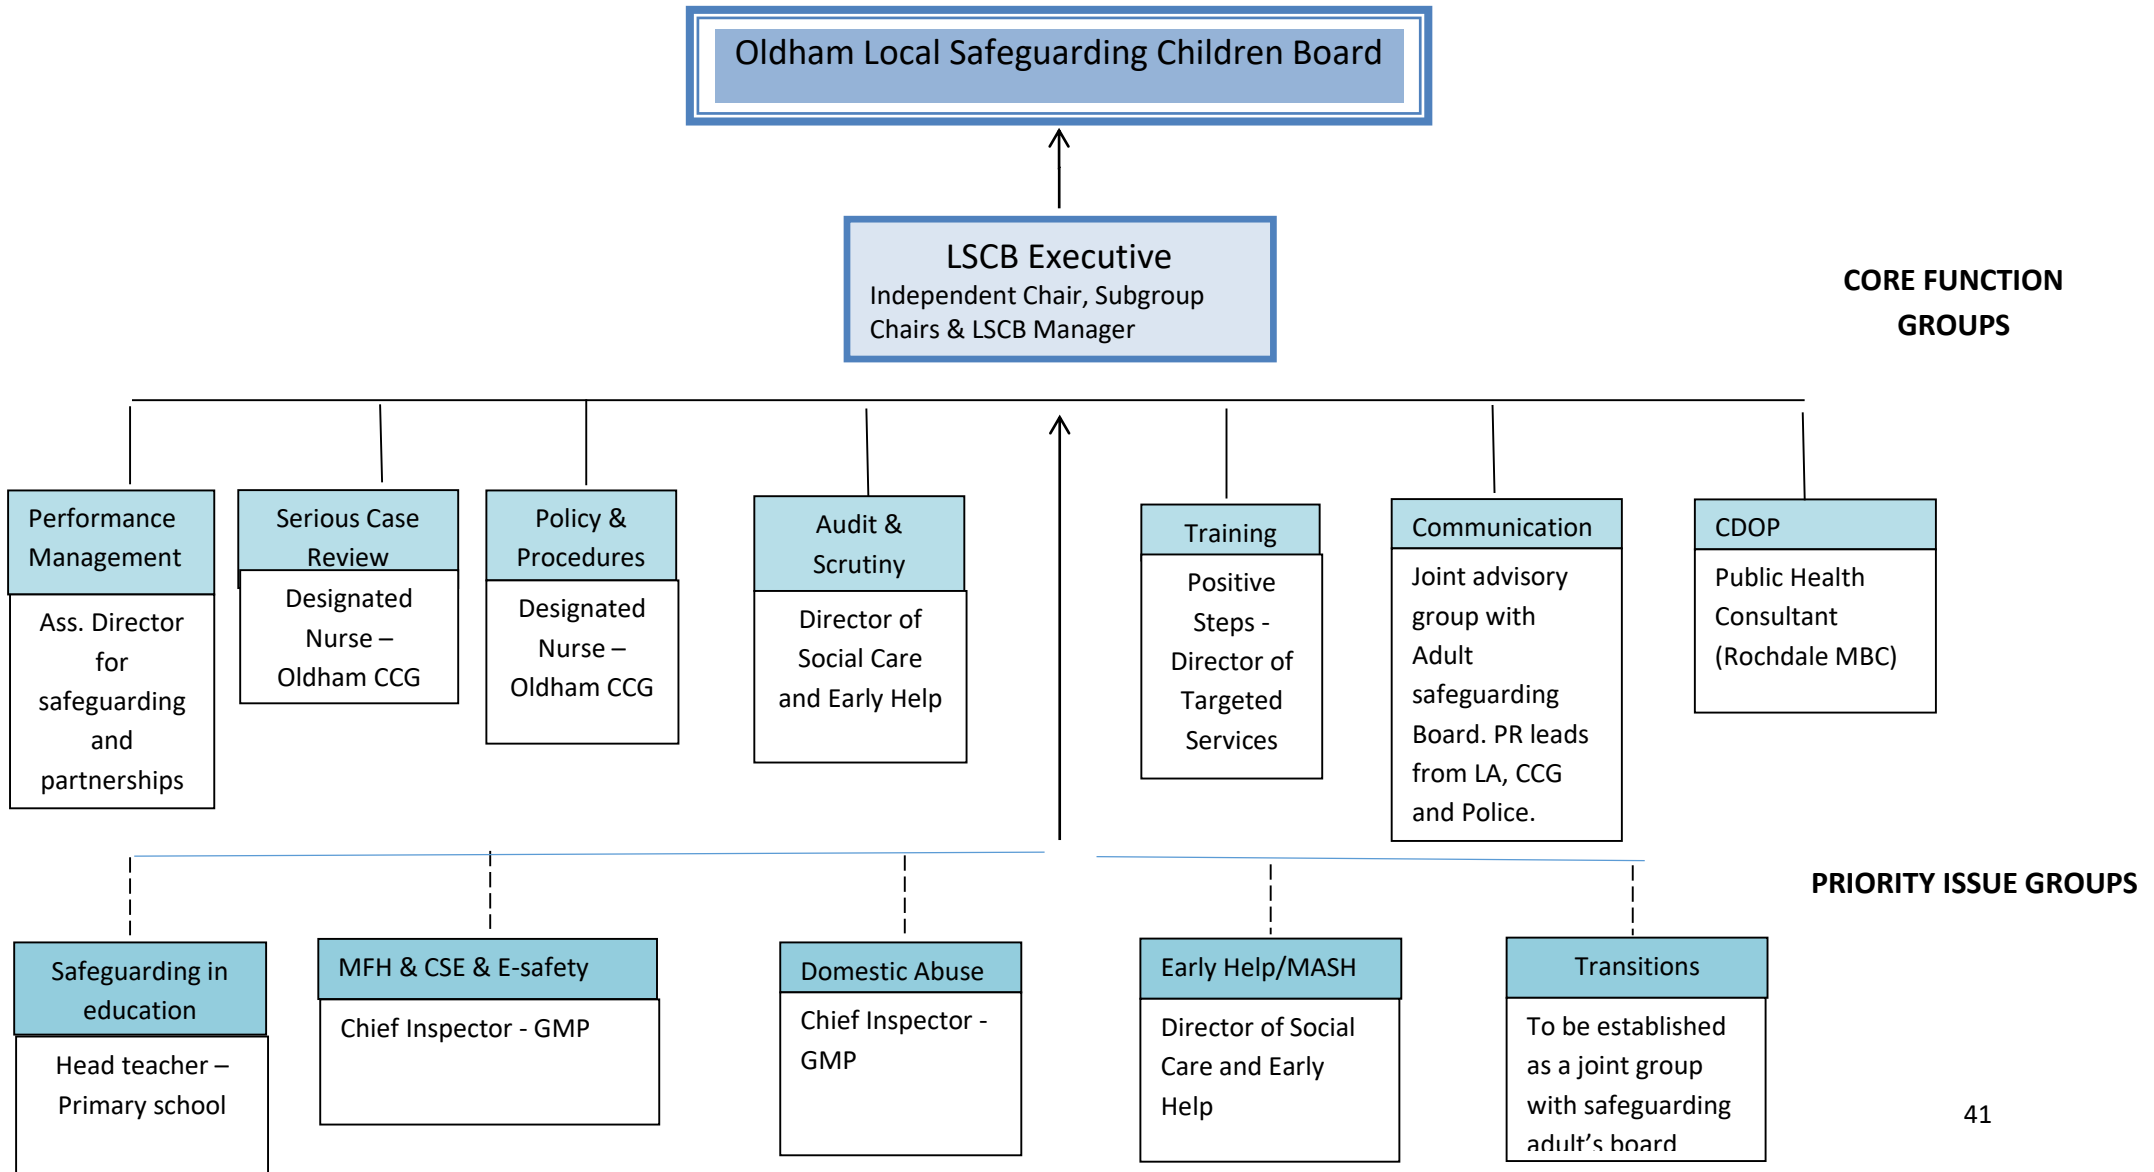 Oldham Local Safeguarding Children Board
LSCB Executive
Independent Chair, Subgroup
Chairs & LSCB Manager
CORE FUNCTION
GROUPS
Performance
Management
Ass. Director
for
safeguarding
and
partnerships
Serious Case
Review
Designated
Nurse –
Oldham CCG
Policy &
Procedures
Designated
Nurse –
Oldham CCG
Audit &
Scrutiny
Director of
Social Care
and Early Help
Training
Positive
Steps -
Director of
Targeted
Services
Communication
Joint advisory
group with
Adult
safeguarding
Board. PR leads
from LA, CCG
and Police.
CDOP
Public Health
Consultant
(Rochdale MBC)
PRIORITY ISSUE GROUPS
Safeguarding in
education
Head teacher –
Primary school
MFH & CSE & E-safety
Chief Inspector - GMP
Domestic Abuse
Chief Inspector -
GMP
Early Help/MASH
Director of Social
Care and Early
Help
Transitions
To be established
as a joint group
with safeguarding
adult's board
41